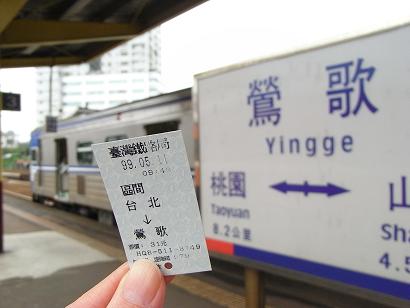 3
臺灣鐵路局
99.05.11
區間
台北
↓
鶯歌
鶯歌
Yingge
桃園
Taoyuan
8.2公里
山
4.5